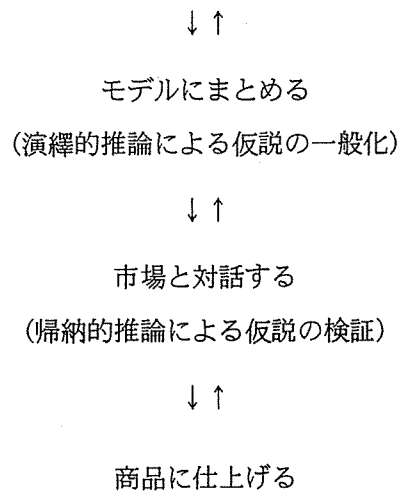 ↓↑
モデルにまとめる
(演繹的推論による仮説の一般化)
↓↑
市場と対話する
(帰納的推論による仮説の検証)
↓↑
商品に仕上げる